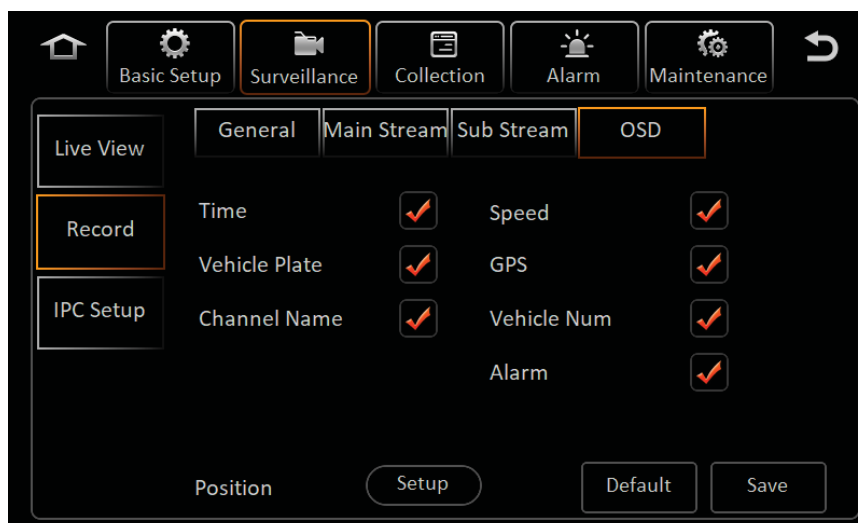 Basic Setup Surveillance Collection Alarm Maintenance
General Main Stream Sub Stream OSD
Live View
Time Speed
Record
Vehicle Plate GPS
IPC Setup
Channel Name Vehicle Num
Alarm
Position Setup Default Save